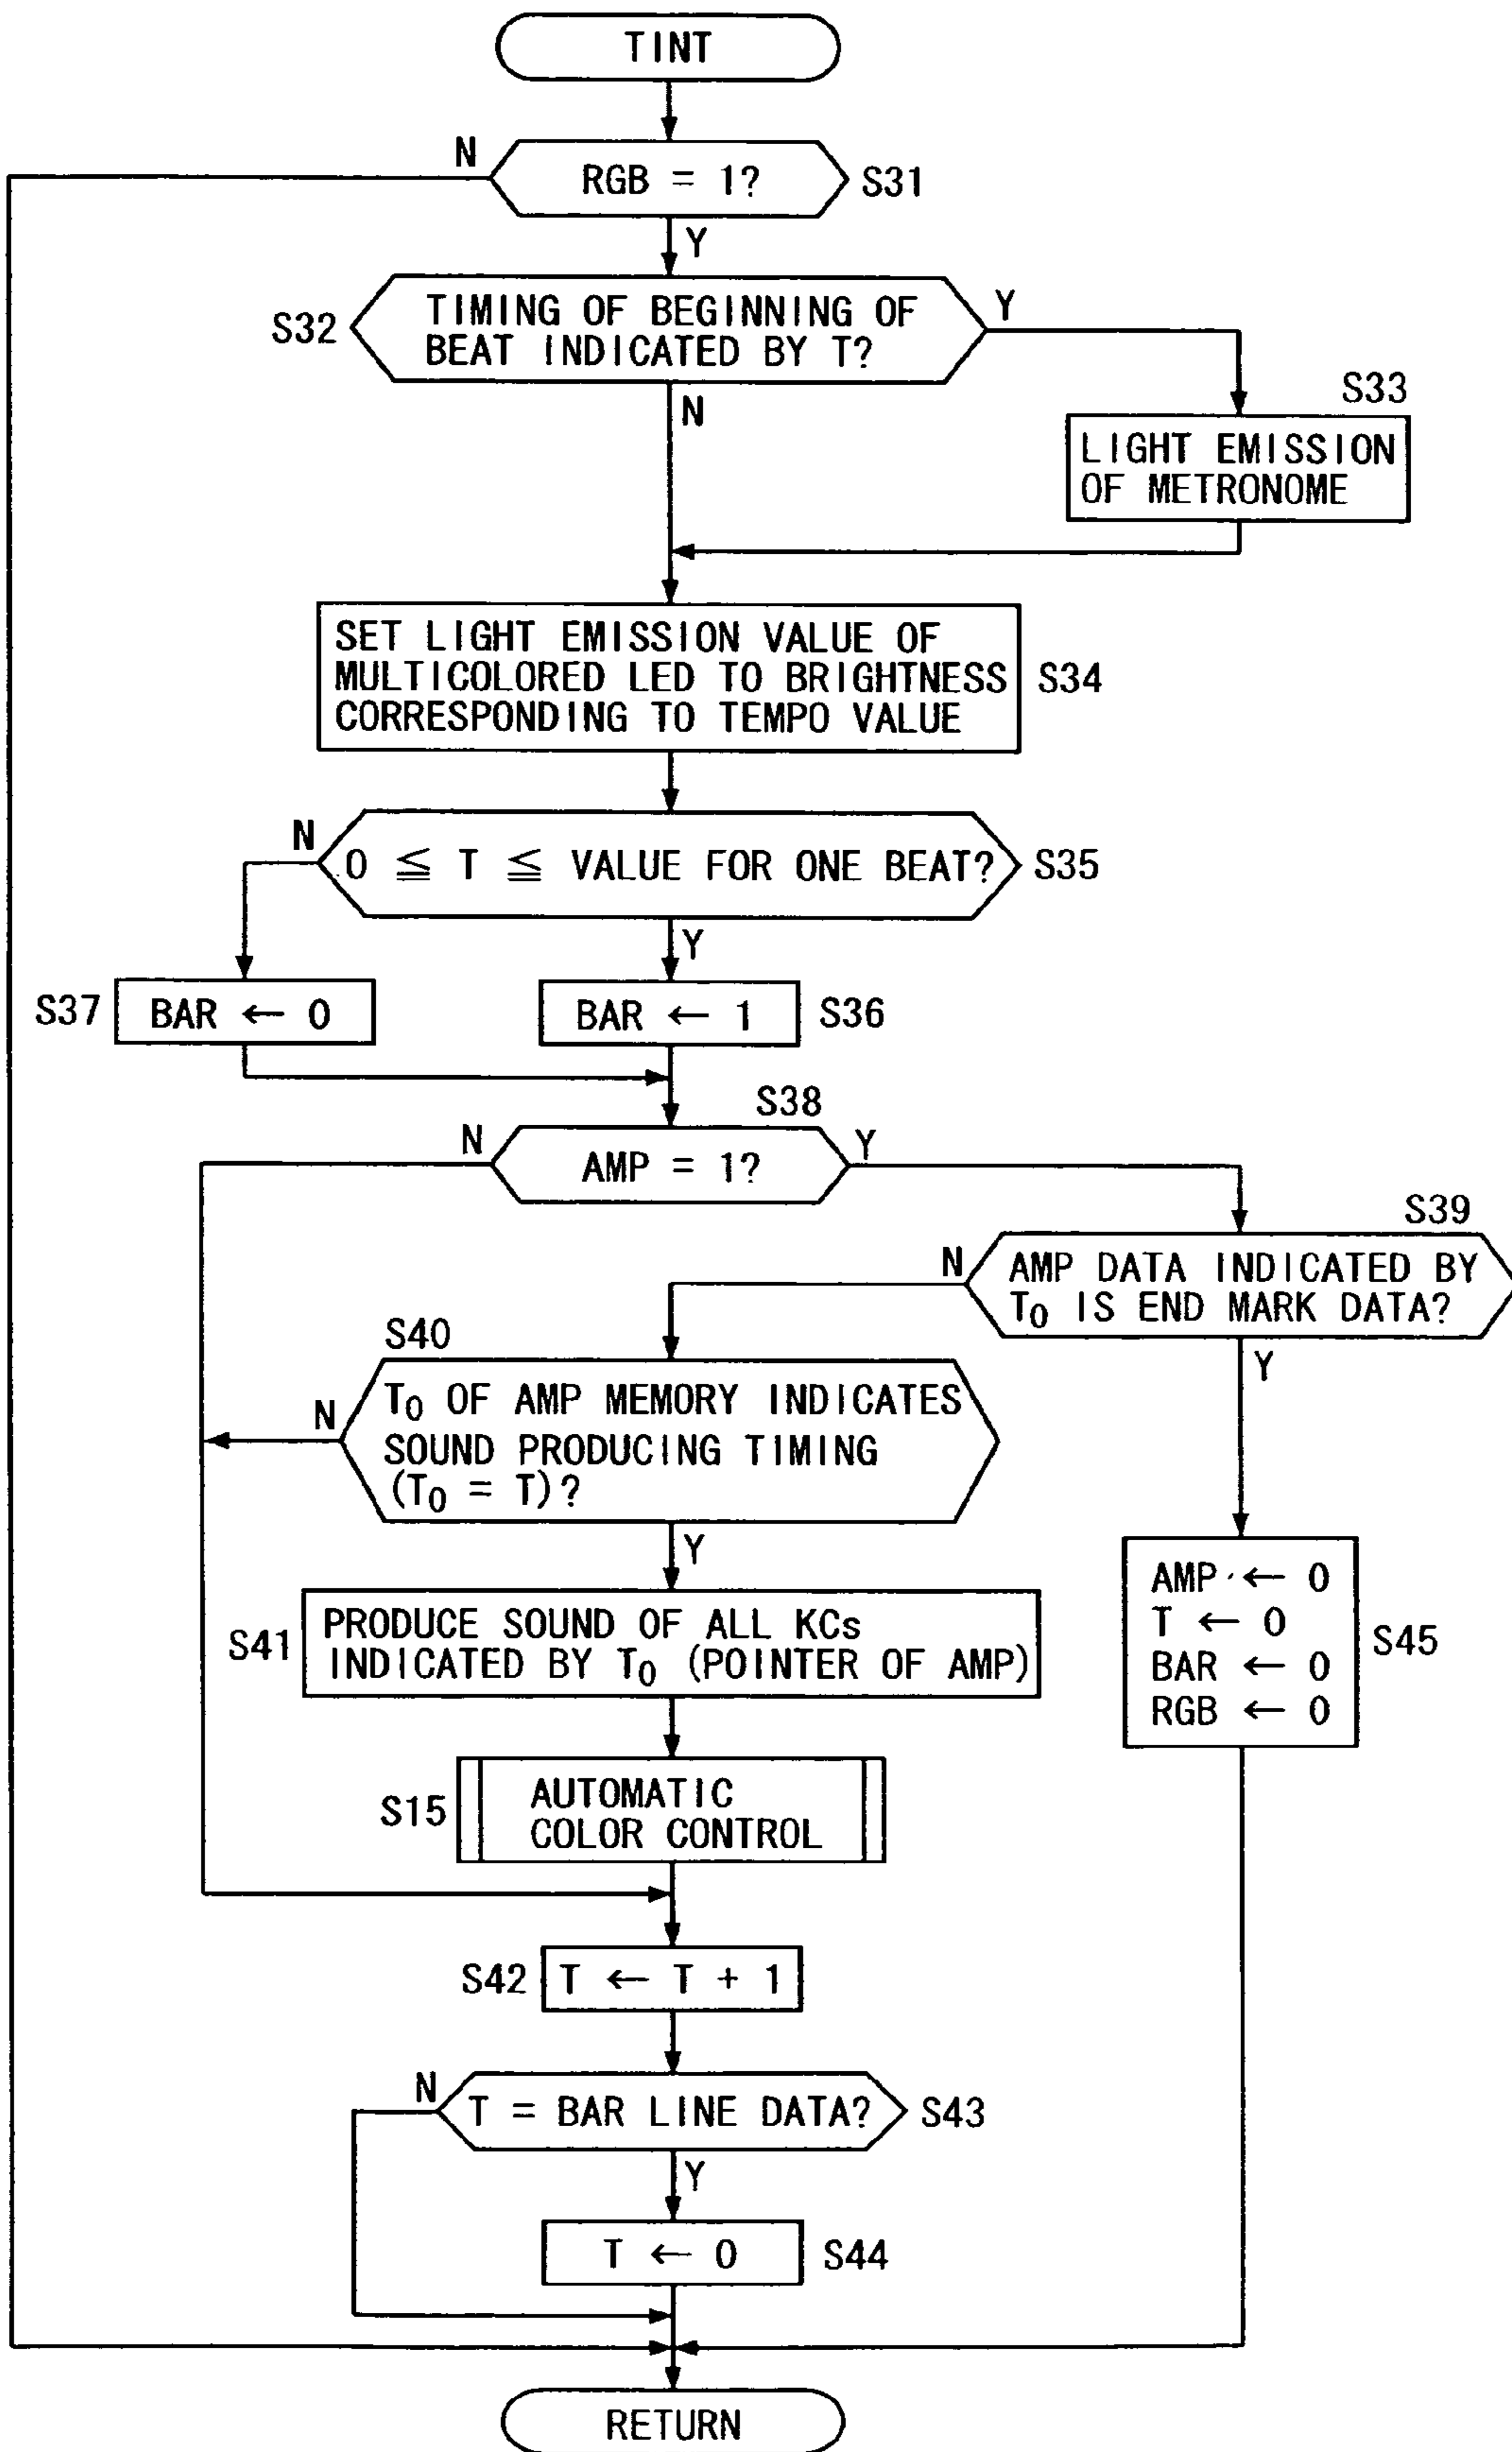 TINT
N
RGB = 1?
S31
Y
S32
TIMING OF BEGINNING OF
BEAT INDICATED BY T?
Y
N
S33
LIGHT EMISSION
OF METRONOME
SET LIGHT EMISSION VALUE OF
MULTICOLORED LED TO BRIGHTNESS
CORRESPONDING TO TEMPO VALUE
S34
N
0 ≦ T ≦ VALUE FOR ONE BEAT?
S35
Y
S37
BAR ← 0
BAR ← 1
S36
S38
N
AMP = 1?
Y
S39
N
AMP DATA INDICATED BY
T0 IS END MARK DATA?
Y
S40
N
T0 OF AMP MEMORY INDICATES
SOUND PRODUCING TIMING
(T0 = T)?
Y
S41
PRODUCE SOUND OF ALL KCs
INDICATED BY T0 (POINTER OF AMP)
AMP ← 0
T ← 0
BAR ← 0
RGB ← 0
S45
S15
AUTOMATIC
COLOR CONTROL
S42
T ← T + 1
N
T = BAR LINE DATA?
S43
Y
T ← 0
S44
RETURN